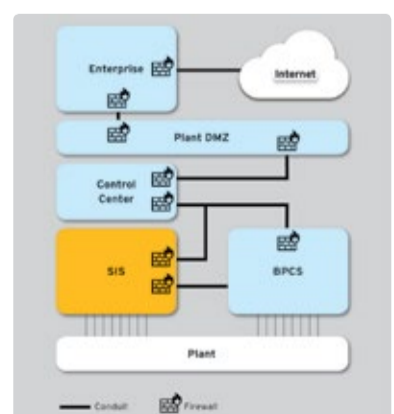 Enterprise
Internet
Plant DMZ
Control
Center
SIS
BPCS
Plant
Conduit
Firewall